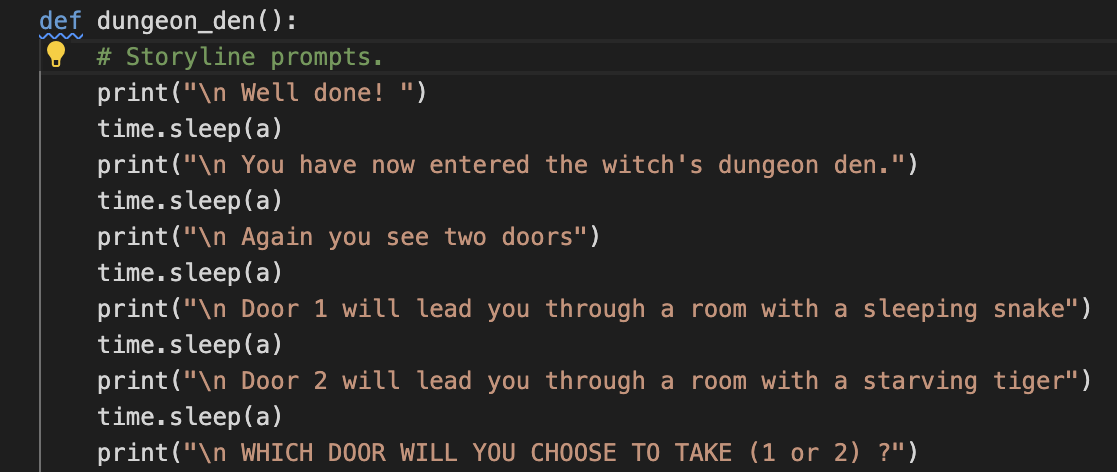 def dungeon_den():
    # Storyline prompts.
    print("\n Well done! ")
    time.sleep(a)
    print("\n You have now entered the witch's dungeon den.")
    time.sleep(a)
    print("\n Again you see two doors")
    time.sleep(a)
    print("\n Door 1 will lead you through a room with a sleeping snake")
    time.sleep(a)
    print("\n Door 2 will lead you through a room with a starving tiger")
    time.sleep(a)
    print("\n WHICH DOOR WILL YOU CHOOSE TO TAKE (1 or 2) ?")